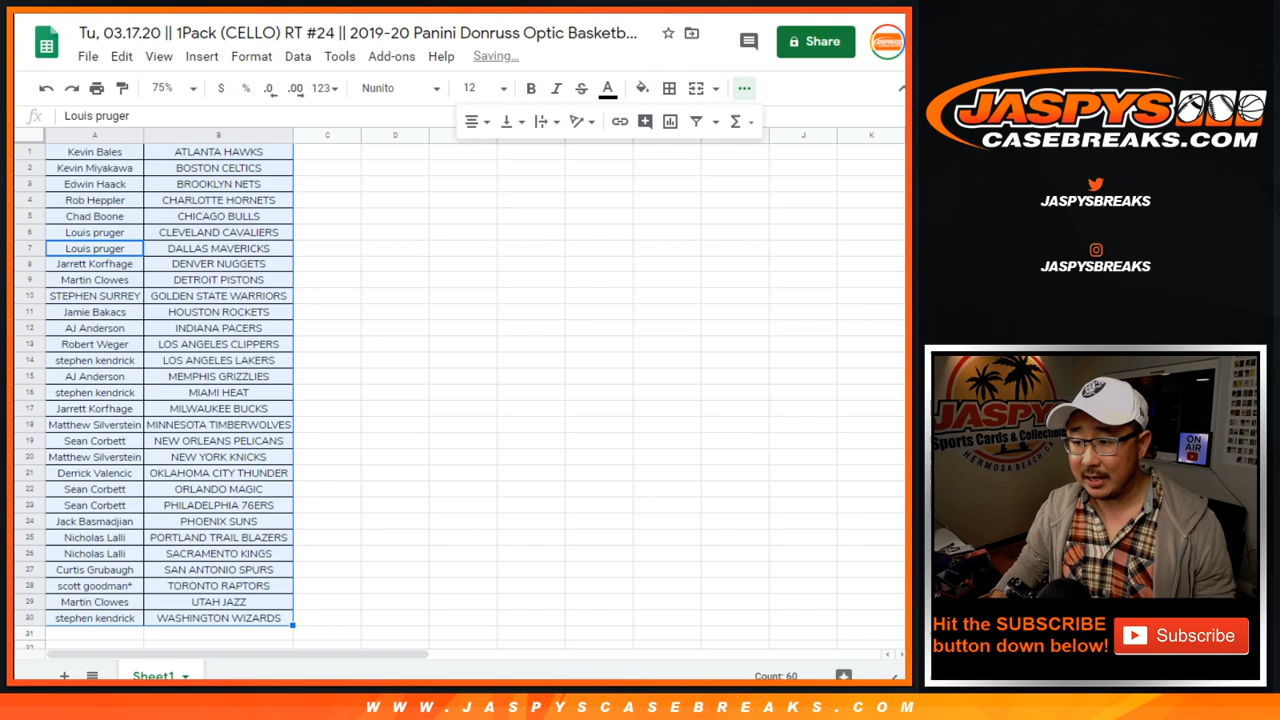 Tu, 03.17.20 || 1Pack (CELLO) RT #24 || 2019-20 Panini Donruss Optic Basketb...
File Edit View Insert Format Data Tools Add-ons Help Saving...
Share
75% $ % .0 .00 123 Nunito 12 B I S A
fx Louis pruger
A B C D J K
1 Kevin Bales ATLANTA HAWKS
2 Kevin Miyakawa BOSTON CELTICS
3 Edwin Haack BROOKLYN NETS
4 Rob Heppler CHARLOTTE HORNETS
5 Chad Boone CHICAGO BULLS
6 Louis pruger CLEVELAND CAVALIERS
7 Louis pruger DALLAS MAVERICKS
8 Jarrett Korfhage DENVER NUGGETS
9 Martin Clowes DETROIT PISTONS
10 STEPHEN SURREY GOLDEN STATE WARRIORS
11 Jamie Bakacs HOUSTON ROCKETS
12 AJ Anderson INDIANA PACERS
13 Robert Weger LOS ANGELES CLIPPERS
14 stephen kendrick LOS ANGELES LAKERS
15 AJ Anderson MEMPHIS GRIZZLIES
16 stephen kendrick MIAMI HEAT
17 Jarrett Korfhage MILWAUKEE BUCKS
18 Matthew Silverstein MINNESOTA TIMBERWOLVES
19 Sean Corbett NEW ORLEANS PELICANS
20 Matthew Silverstein NEW YORK KNICKS
21 Derrick Valencic OKLAHOMA CITY THUNDER
22 Sean Corbett ORLANDO MAGIC
23 Sean Corbett PHILADELPHIA 76ERS
24 Jack Basmadjian PHOENIX SUNS
25 Nicholas Lalli PORTLAND TRAIL BLAZERS
26 Nicholas Lalli SACRAMENTO KINGS
27 Curtis Grubaugh SAN ANTONIO SPURS
28 scott goodman* TORONTO RAPTORS
29 Martin Clowes UTAH JAZZ
30 stephen kendrick WASHINGTON WIZARDS
31
Sheet1
Count: 60
JASPYS
CASEBREAKS.COM
JASPYSBREAKS
JASPYSBREAKS
JASPYS
Sports Cards & Collectibles
HERMOSA BEACH, CA
ON AIR
Hit the SUBSCRIBE
button down below!
Subscribe
WWW.JASPYSCASEBREAKS.COM